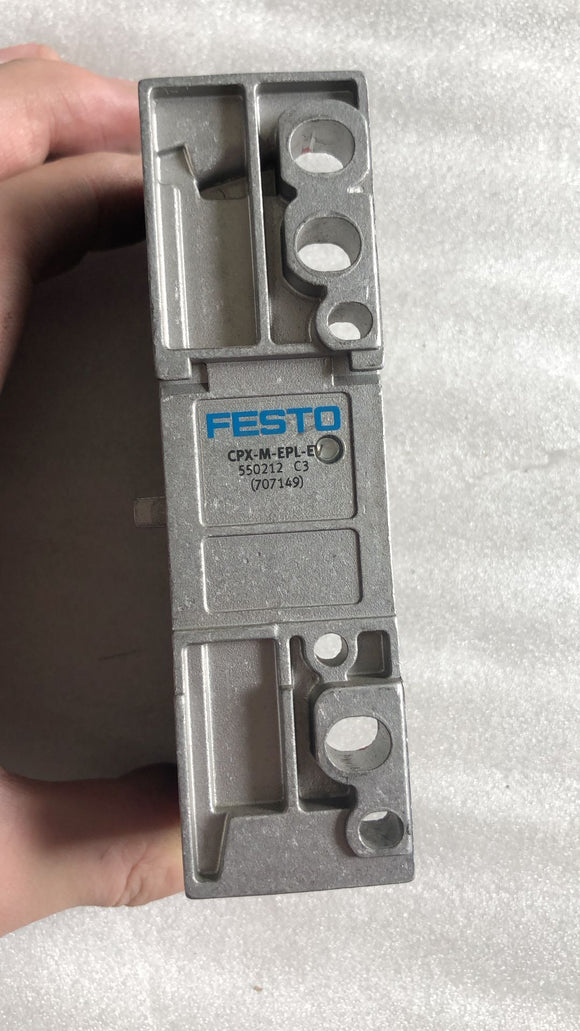 FESTO
CPX-M-EPL-EV
550212 C3
(707149)